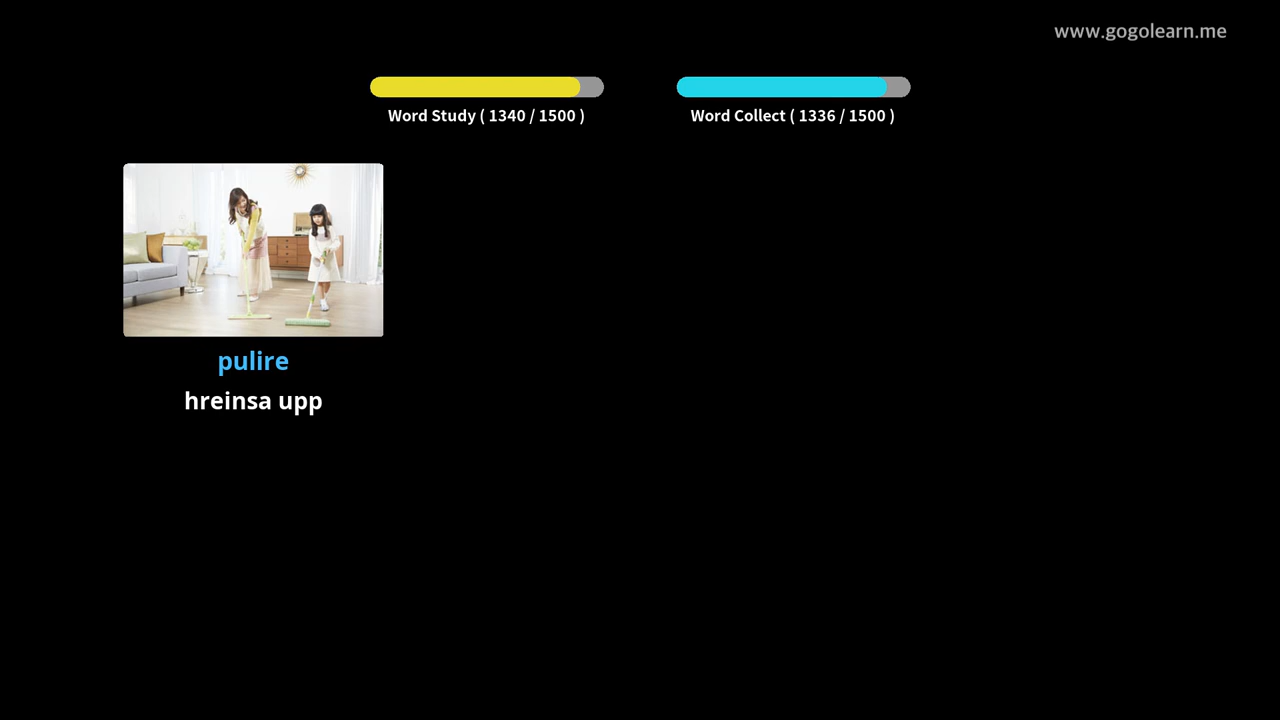 www.gogolearn.me
Word Study ( 1340 / 1500 )
Word Collect ( 1336 / 1500 )
pulire
hreinsa upp